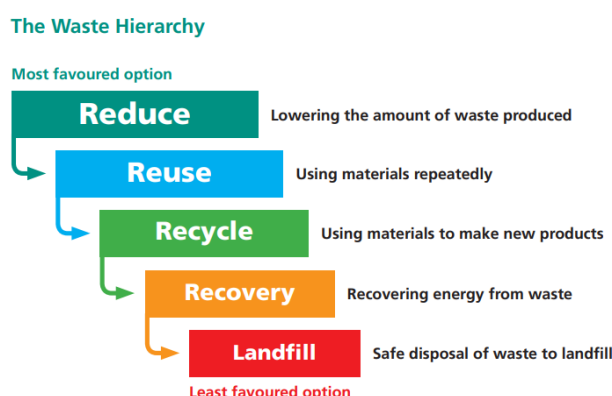 The Waste Hierarchy
Most favoured option
Reduce
Lowering the amount of waste produced
Reuse
Using materials repeatedly
Recycle
Using materials to make new products
Recovery
Recovering energy from waste
Landfill
Safe disposal of waste to landfill
Least favoured option